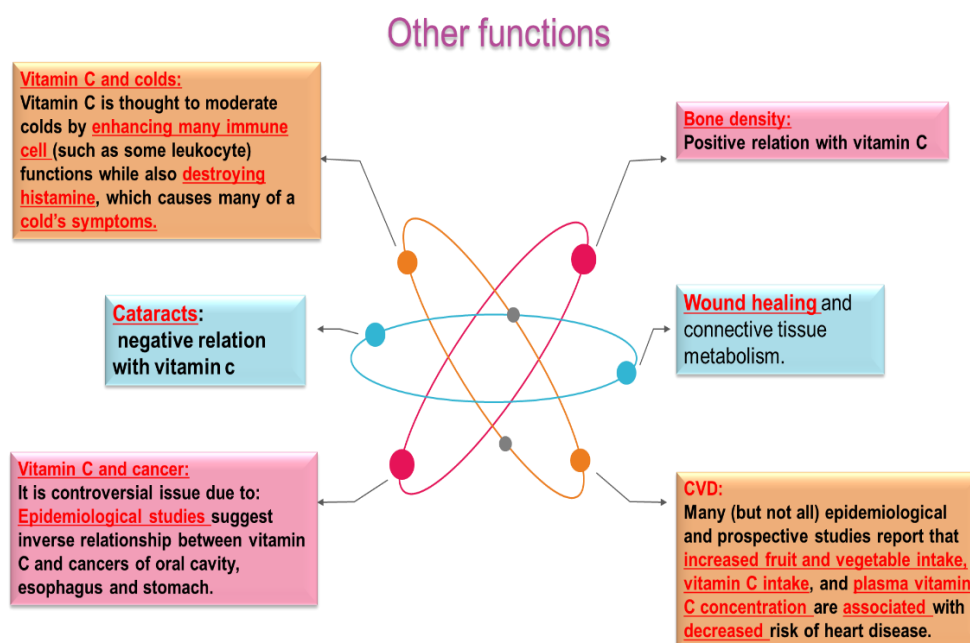 Other functions
Vitamin C and colds:
Vitamin C is thought to moderate
colds by enhancing many immune
cell (such as some leukocyte)
functions while also destroying
histamine, which causes many of a
cold's symptoms.
Bone density:
Positive relation with vitamin C
Cataracts:
negative relation
with vitamin c
Wound healing and
connective tissue
metabolism.
Vitamin C and cancer:
It is controversial issue due to:
Epidemiological studies suggest
inverse relationship between vitamin
C and cancers of oral cavity,
esophagus and stomach.
CVD:
Many (but not all) epidemiological
and prospective studies report that
increased fruit and vegetable intake,
vitamin C intake, and plasma vitamin
C concentration are associated with
decreased risk of heart disease.